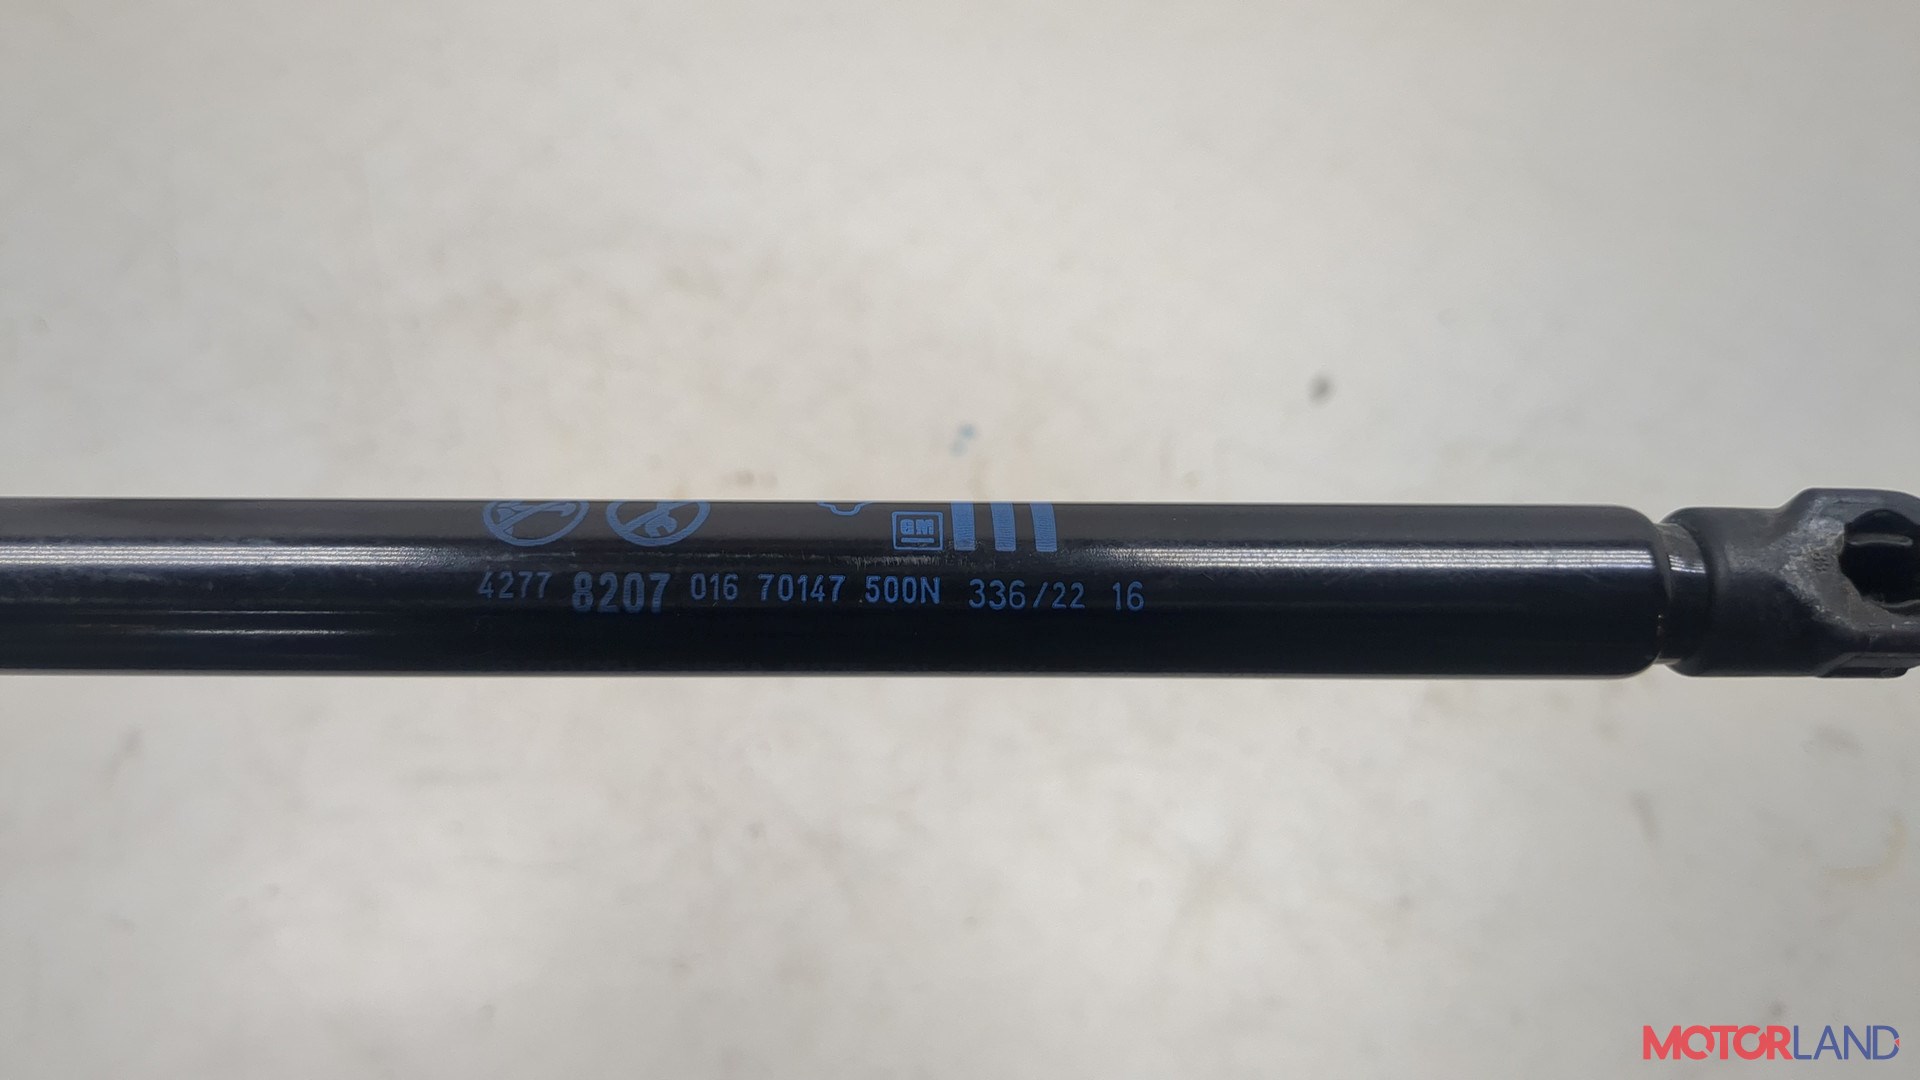 GM
4277 8207 016 70147 500N 336/22 16
MOTORLAND